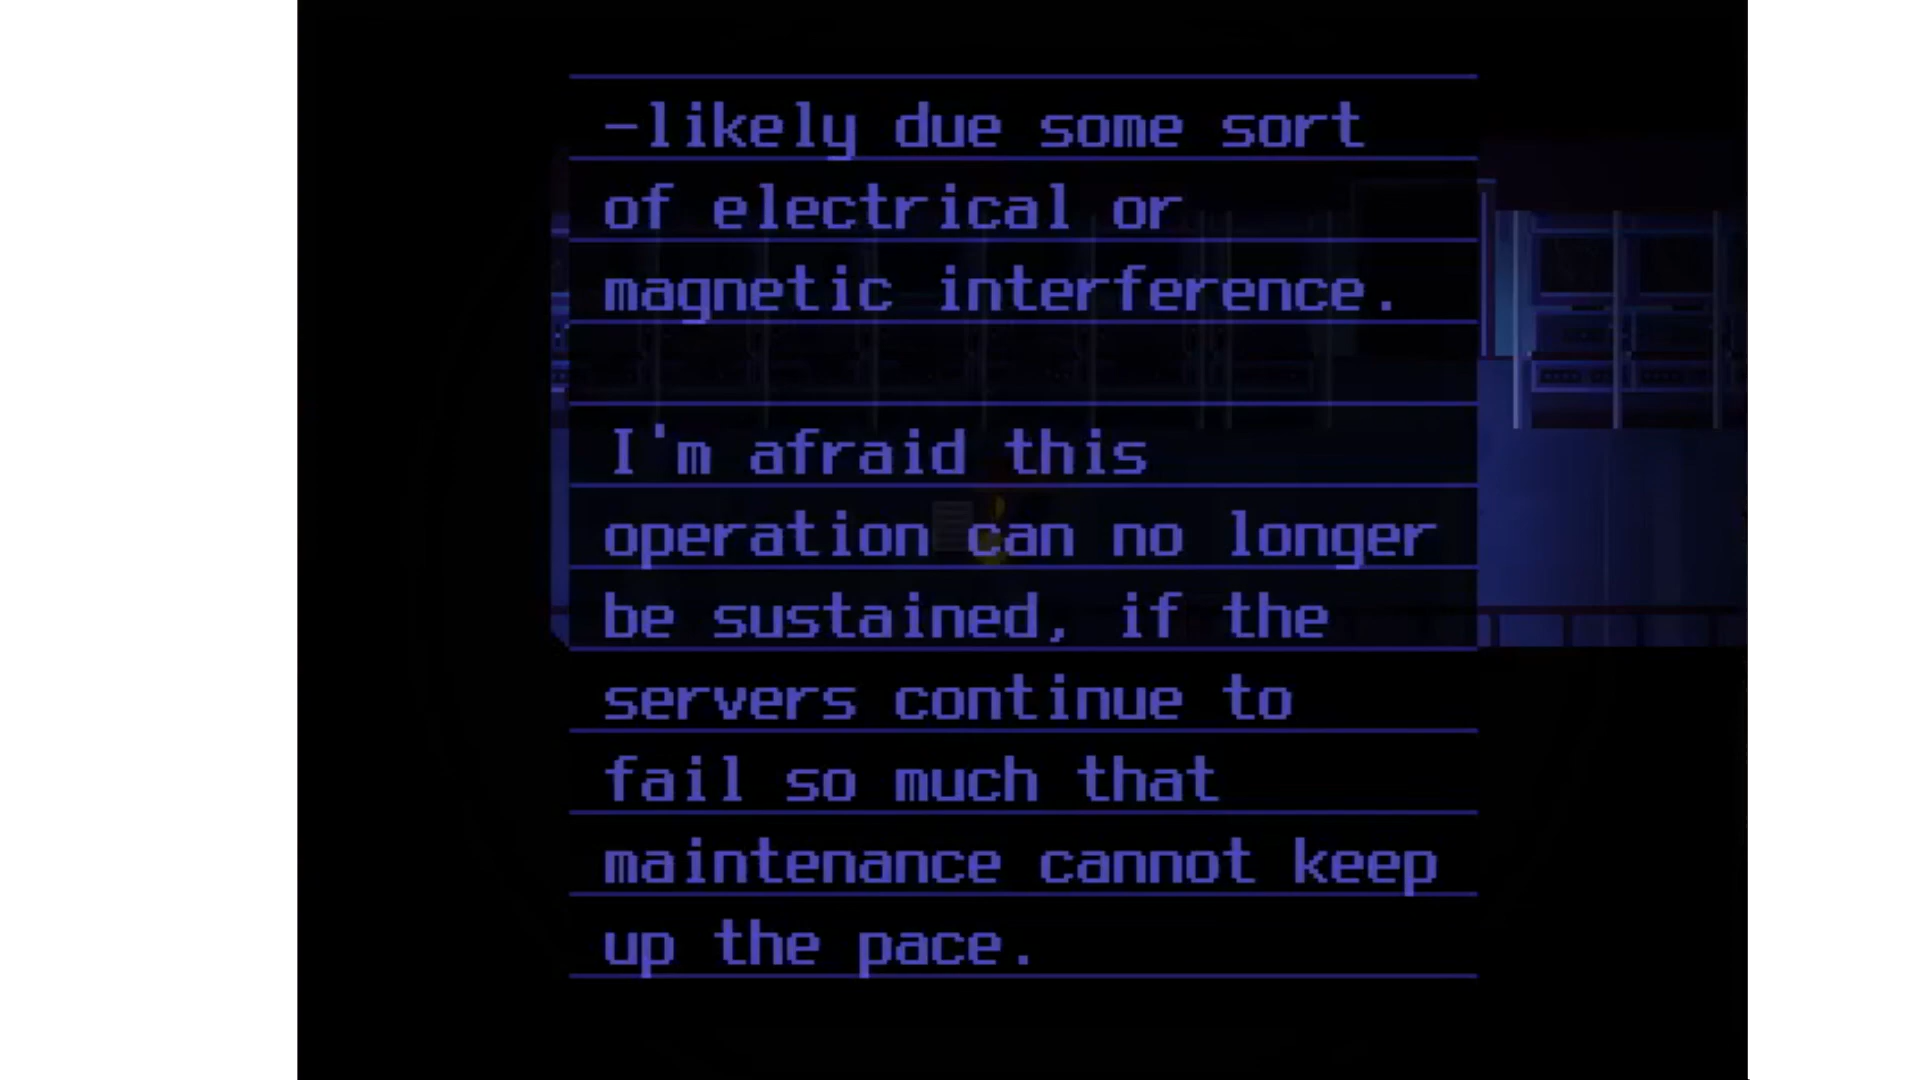 -likely due some sort
of electrical or
magnetic interference.
I'm afraid this
operation can no longer
be sustained, if the
servers continue to
fail so much that
maintenance cannot keep
up the pace.